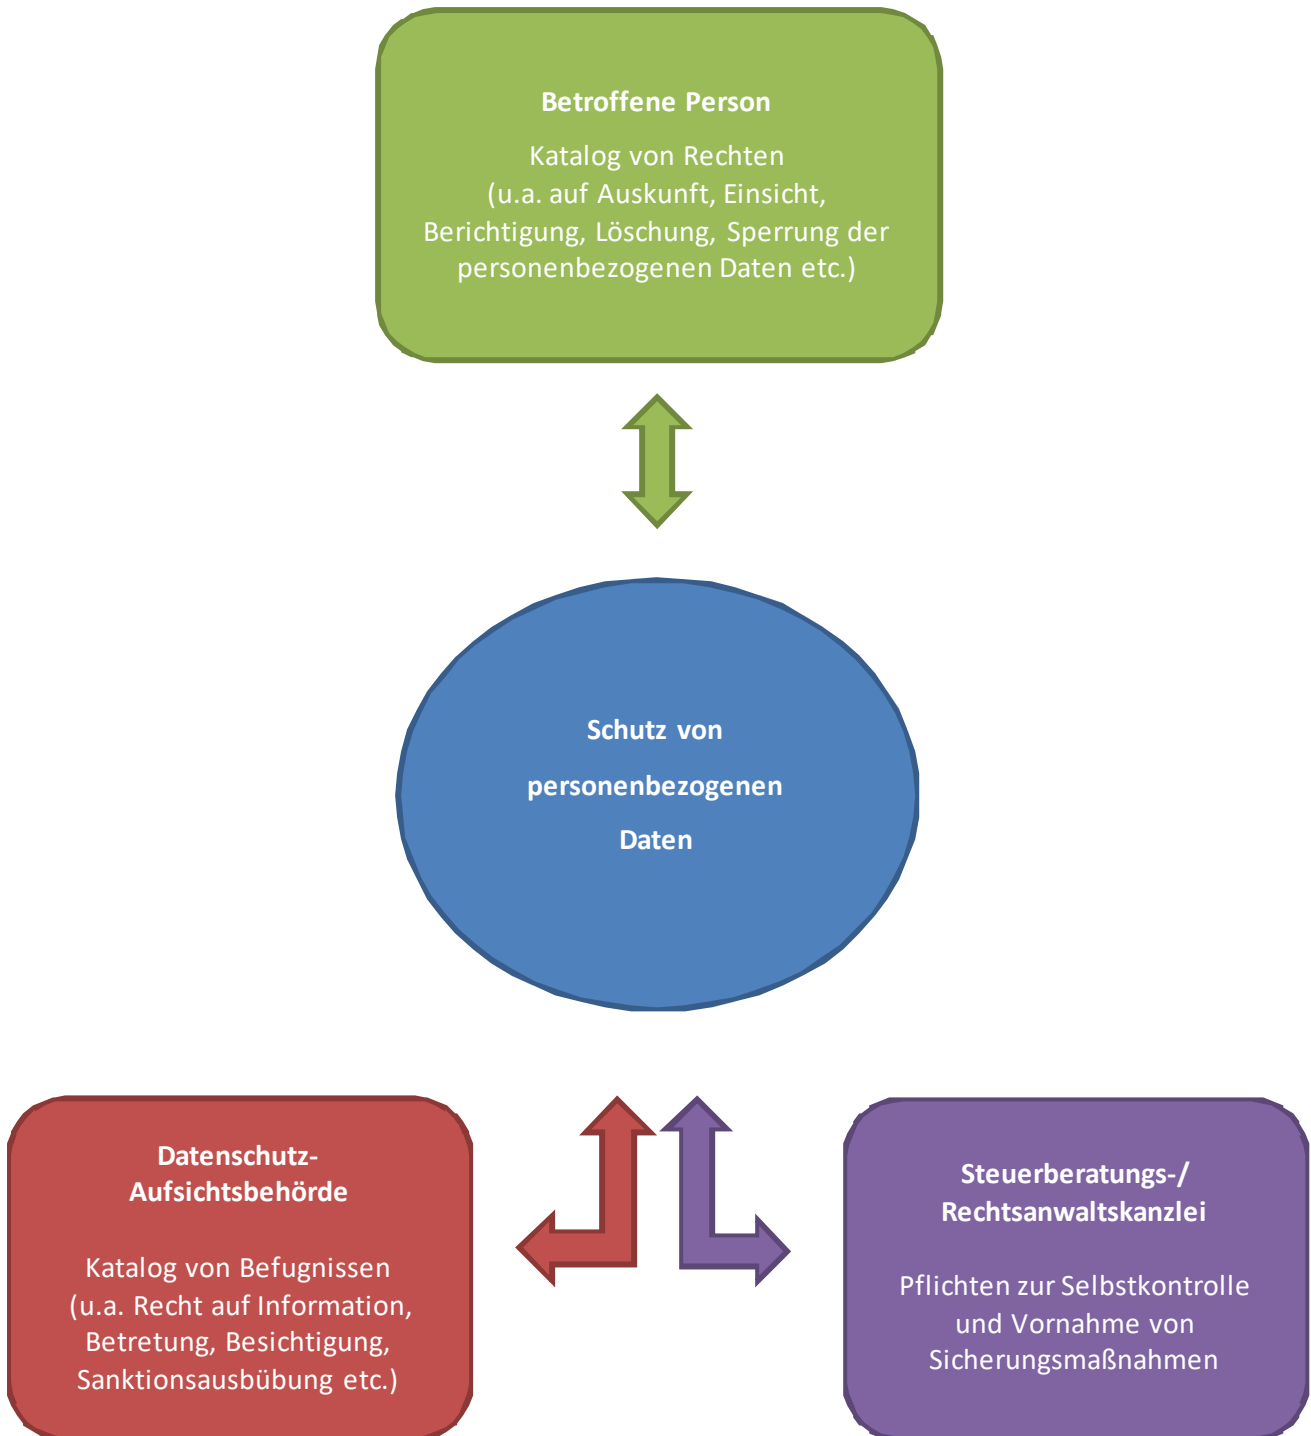 Betroffene Person
Katalog von Rechten
(u.a. auf Auskunft, Einsicht,
Berichtigung, Löschung, Sperrung der
personenbezogenen Daten etc.)
Schutz von
personenbezogenen
Daten
Datenschutz-
Aufsichtsbehörde
Katalog von Befugnissen
(u.a. Recht auf Information,
Betretung, Besichtigung,
Sanktionsausbübung etc.)
Steuerberatungs-/
Rechtsanwaltskanzlei
Pflichten zur Selbstkontrolle
und Vornahme von
Sicherungsmaßnahmen